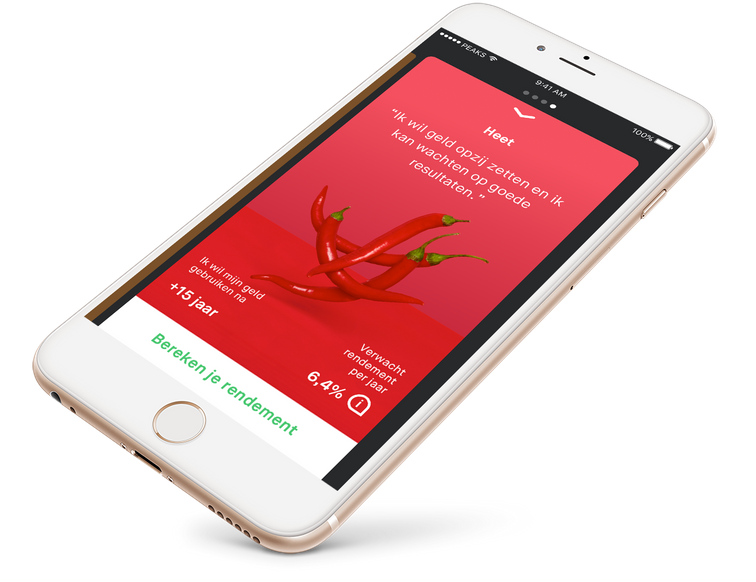 PEAKS
9:41 AM
100%
Heet
“Ik wil geld opzij zetten en ik
kan wachten op goede
resultaten. ”
Ik wil mijn geld
gebruiken na
+15 jaar
Verwacht
rendement
per jaar
6,4% i
Bereken je rendement